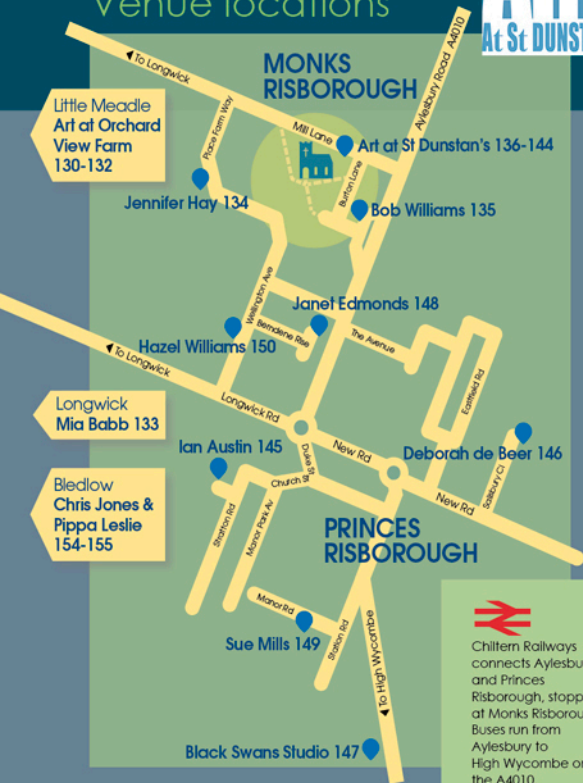 Venue locations
At St DUNST
To Longwick
MONKS
RISBOROUGH
Aylesbury Road A4010
Little Meadle
Art at Orchard
View Farm
130-132
Place Farm Way
Mill Lane
Art at St Dunstan's 136-144
Burton Lane
Jennifer Hay 134
Bob Williams 135
Wellington Ave
Janet Edmonds 148
Berndene Rise
The Avenue
Hazel Williams 150
To Longwick
Eastfield Rd
Longwick
Mia Babb 133
Longwick Rd
Ian Austin 145
New Rd
Deborah de Beer 146
Duke St
Church St
Salisbury Cl
New Rd
Bledlow
Chris Jones &
Pippa Leslie
154-155
Stratton Rd
Manor Park Av
PRINCES
RISBOROUGH
Manor Rd
Sue Mills 149
Station Rd
To High Wycombe
Black Swans Studio 147
Chiltern Railways
connects Aylesbu
and Princes
Risborough, stopp
at Monks Risborou
Buses run from
Aylesbury to
High Wycombe o
the A4010